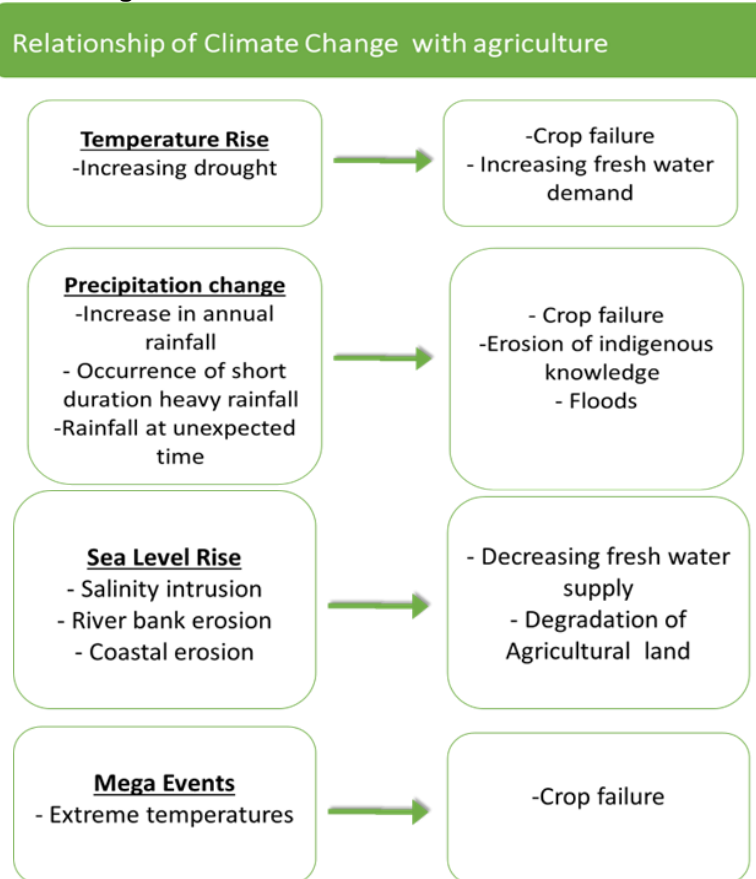 Relationship of Climate Change with agriculture
Temperature Rise
-Increasing drought
-Crop failure
- Increasing fresh water
demand
Precipitation change
-Increase in annual
rainfall
- Occurrence of short
duration heavy rainfall
-Rainfall at unexpected
time
- Crop failure
-Erosion of indigenous
knowledge
- Floods
Sea Level Rise
- Salinity intrusion
- River bank erosion
- Coastal erosion
- Decreasing fresh water
supply
- Degradation of
Agricultural land
Mega Events
- Extreme temperatures
-Crop failure